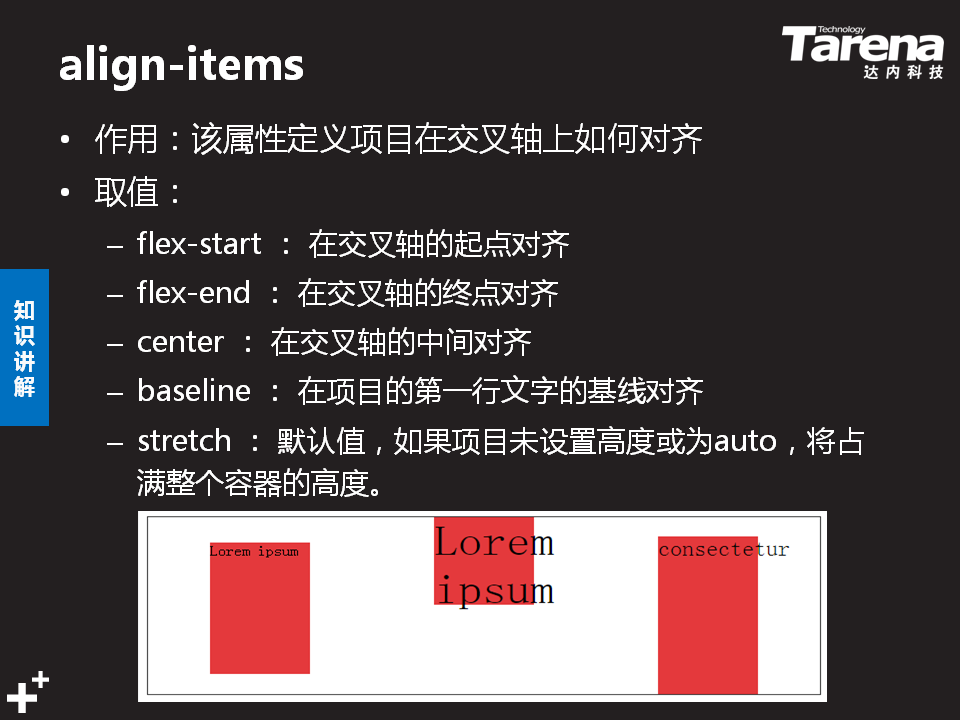 Technology
Tarena
达内科技
align-items
• 作用：该属性定义项目在交叉轴上如何对齐
• 取值：
– flex-start ： 在交叉轴的起点对齐
– flex-end ： 在交叉轴的终点对齐
– center ： 在交叉轴的中间对齐
– baseline ： 在项目的第一行文字的基线对齐
– stretch ： 默认值，如果项目未设置高度或为auto，将占
满整个容器的高度。
知
识
讲
解
Lorem ipsum
Lorem
ipsum
consectetur